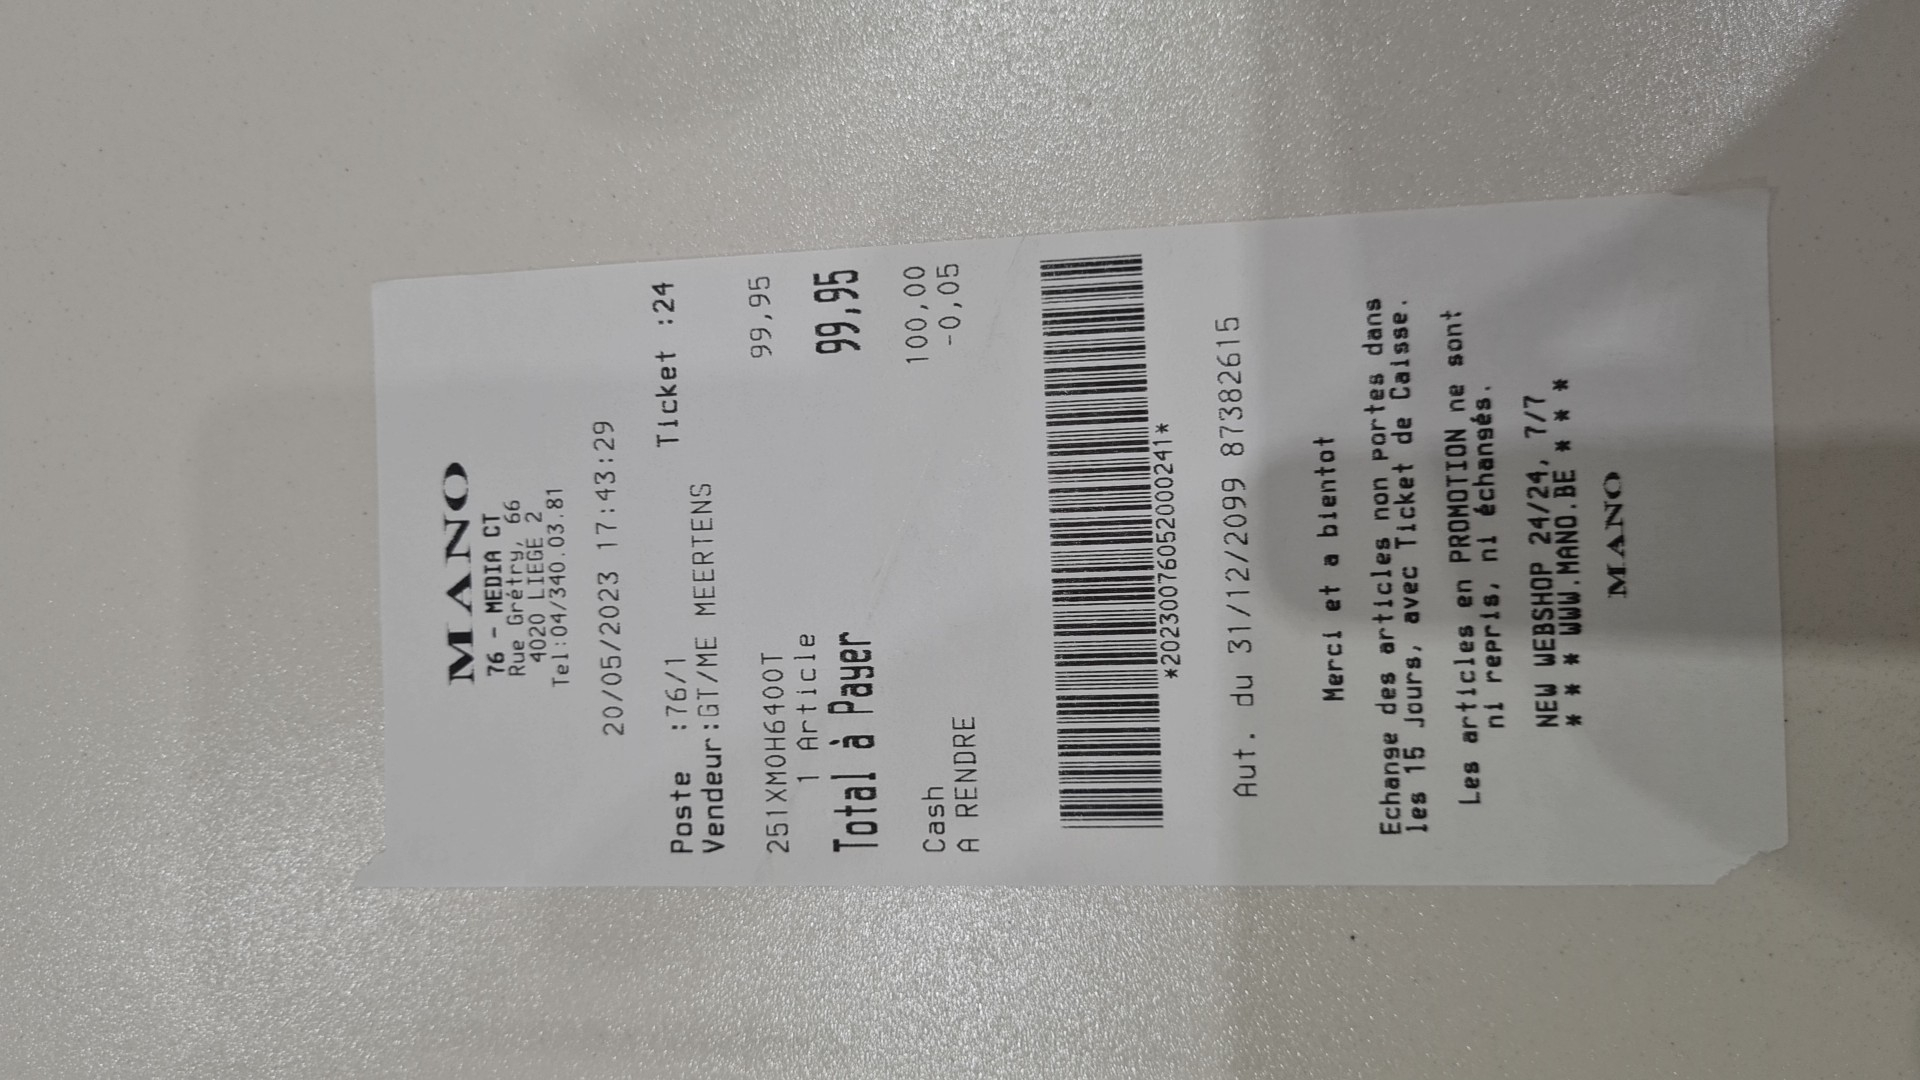 MANO
76 - MEDIA CT
Rue Grétry, 66
4020 LIEGE 2
Tel:04/340.03.81
20/05/2023 17:43:29
Poste :76/1 Ticket :24
Vendeur:GT/ME MEERTENS
251XMOH6400T 99,95
1 Article
Total à Payer 99,95
Cash 100,00
A RENDRE -0,05
*20230076052000241*
Aut. du 31/12/2099 87382615
Merci et a bientot
Echange des articles non portes dans
les 15 jours, avec Ticket de Caisse.
Les articles en PROMOTION ne sont
ni repris, ni échangés.
NEW WEBSHOP 24/24, 7/7
* * * WWW.MANO.BE * * *
MANO